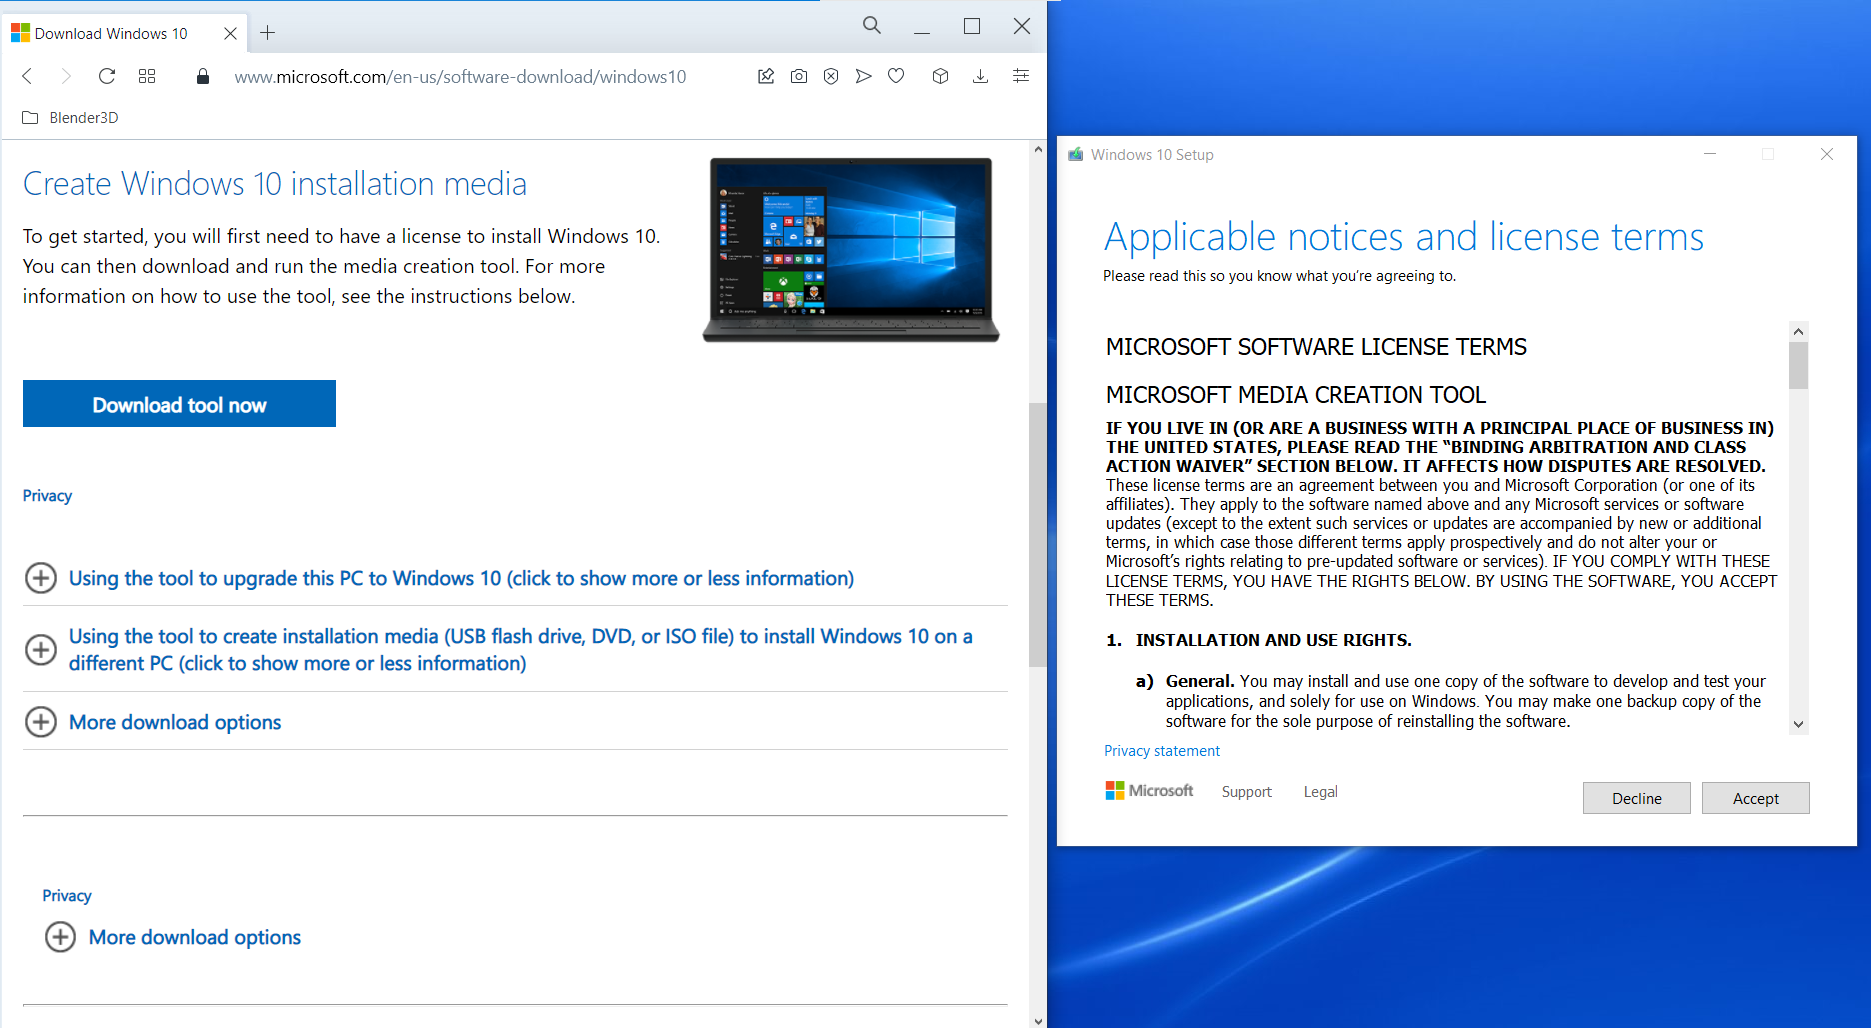 Download Windows 10
www.microsoft.com/en-us/software-download/windows10
Blender3D
Create Windows 10 installation media
To get started, you will first need to have a license to install Windows 10.
You can then download and run the media creation tool. For more
information on how to use the tool, see the instructions below.
Download tool now
Privacy
Using the tool to upgrade this PC to Windows 10 (click to show more or less information)
Using the tool to create installation media (USB flash drive, DVD, or ISO file) to install Windows 10 on a
different PC (click to show more or less information)
More download options
Privacy
More download options
Windows 10 Setup
Applicable notices and license terms
Please read this so you know what you're agreeing to.
MICROSOFT SOFTWARE LICENSE TERMS
MICROSOFT MEDIA CREATION TOOL
IF YOU LIVE IN (OR ARE A BUSINESS WITH A PRINCIPAL PLACE OF BUSINESS IN)
THE UNITED STATES, PLEASE READ THE “BINDING ARBITRATION AND CLASS
ACTION WAIVER” SECTION BELOW. IT AFFECTS HOW DISPUTES ARE RESOLVED.
These license terms are an agreement between you and Microsoft Corporation (or one of its
affiliates). They apply to the software named above and any Microsoft services or software
updates (except to the extent such services or updates are accompanied by new or additional
terms, in which case those different terms apply prospectively and do not alter your or
Microsoft’s rights relating to pre-updated software or services). IF YOU COMPLY WITH THESE
LICENSE TERMS, YOU HAVE THE RIGHTS BELOW. BY USING THE SOFTWARE, YOU ACCEPT
THESE TERMS.
1. INSTALLATION AND USE RIGHTS.
a) General. You may install and use one copy of the software to develop and test your
applications, and solely for use on Windows. You may make one backup copy of the
software for the sole purpose of reinstalling the software.
Privacy statement
Microsoft Support Legal
Decline Accept